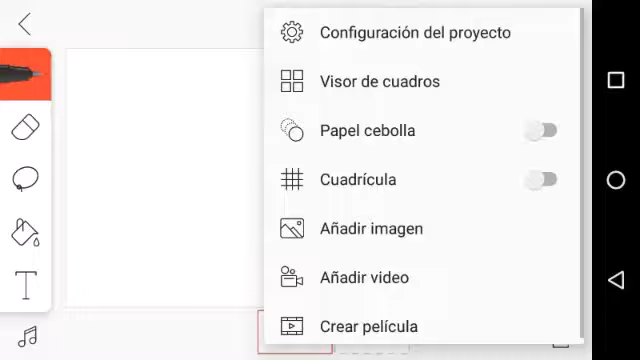 Configuración del proyecto
Visor de cuadros
Papel cebolla
Cuadrícula
Añadir imagen
Añadir video
Crear película
T